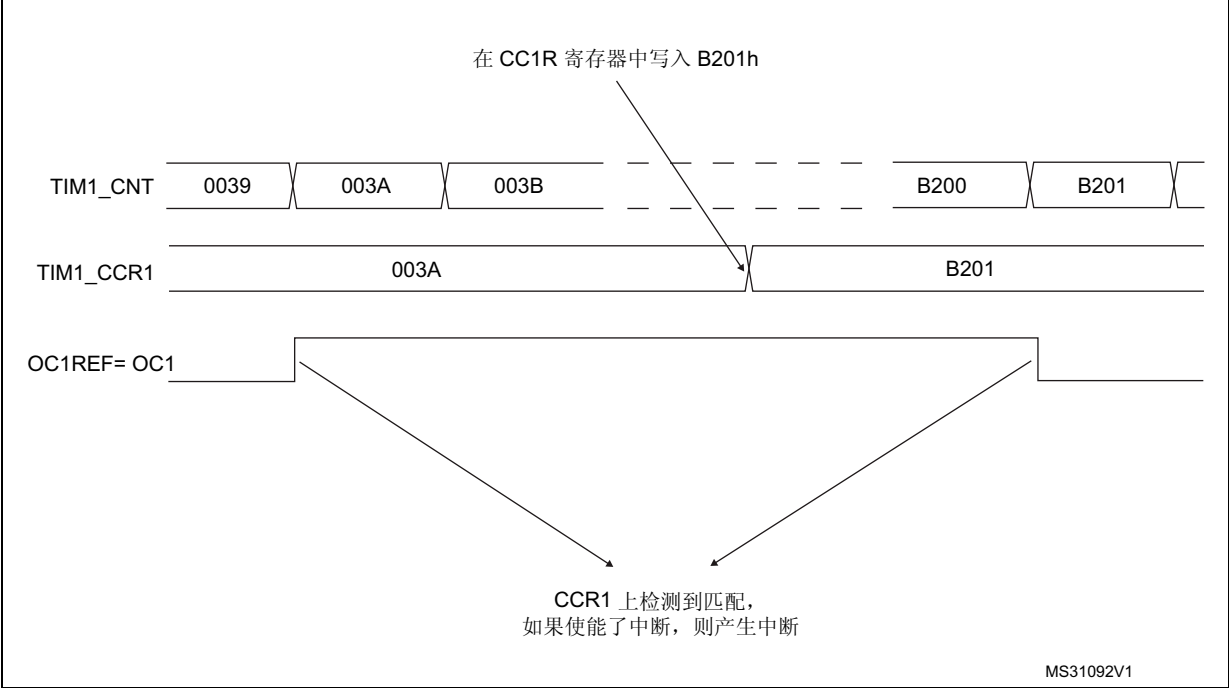 在 CC1R 寄存器中写入 B201h
TIM1_CNT 0039 003A 003B B200 B201
TIM1_CCR1 003A B201
OC1REF= OC1
CCR1 上检测到匹配，
如果使能了中断，则产生中断
MS31092V1